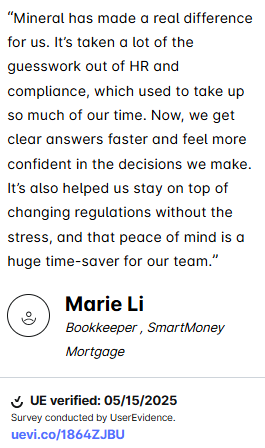 “Mineral has made a real difference
for us. It’s taken a lot of the
guesswork out of HR and
compliance, which used to take up
so much of our time. Now, we get
clear answers faster and feel more
confident in the decisions we make.
It’s also helped us stay on top of
changing regulations without the
stress, and that peace of mind is a
huge time-saver for our team.”
Marie Li
Bookkeeper , SmartMoney
Mortgage
UE verified: 05/15/2025
Survey conducted by UserEvidence.
uevi.co/1864ZJBU